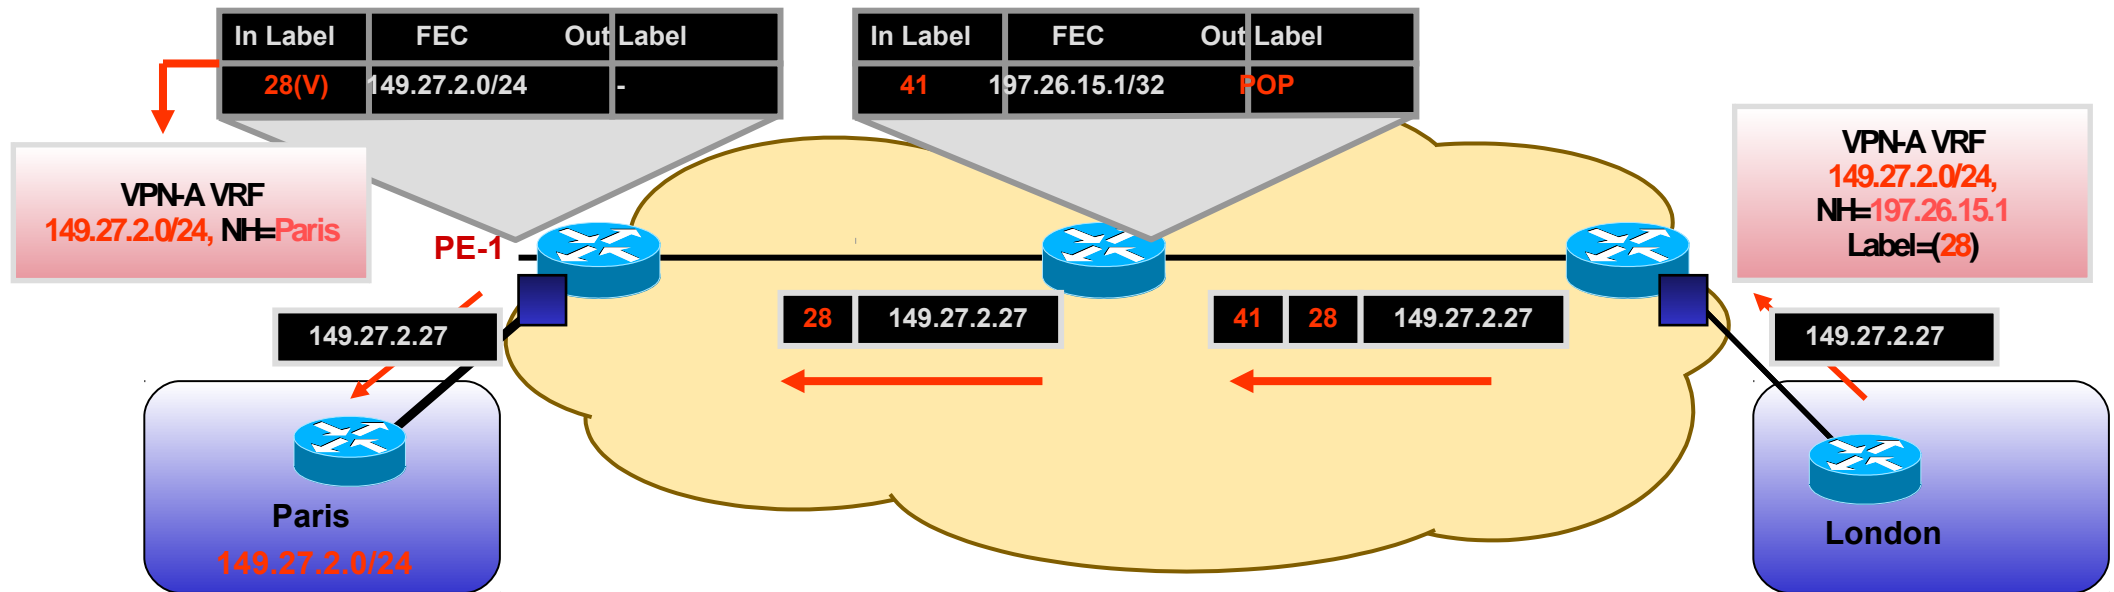 In Label FEC Out Label
28(V) 149.27.2.0/24 -
In Label FEC Out Label
41 197.26.15.1/32 POP
VPN-A VRF
149.27.2.0/24, NH=Paris
VPN-A VRF
149.27.2.0/24,
NH=197.26.15.1
Label=(28)
PE-1
149.27.2.27
28 149.27.2.27
41 28 149.27.2.27
149.27.2.27
Paris
149.27.2.0/24
London